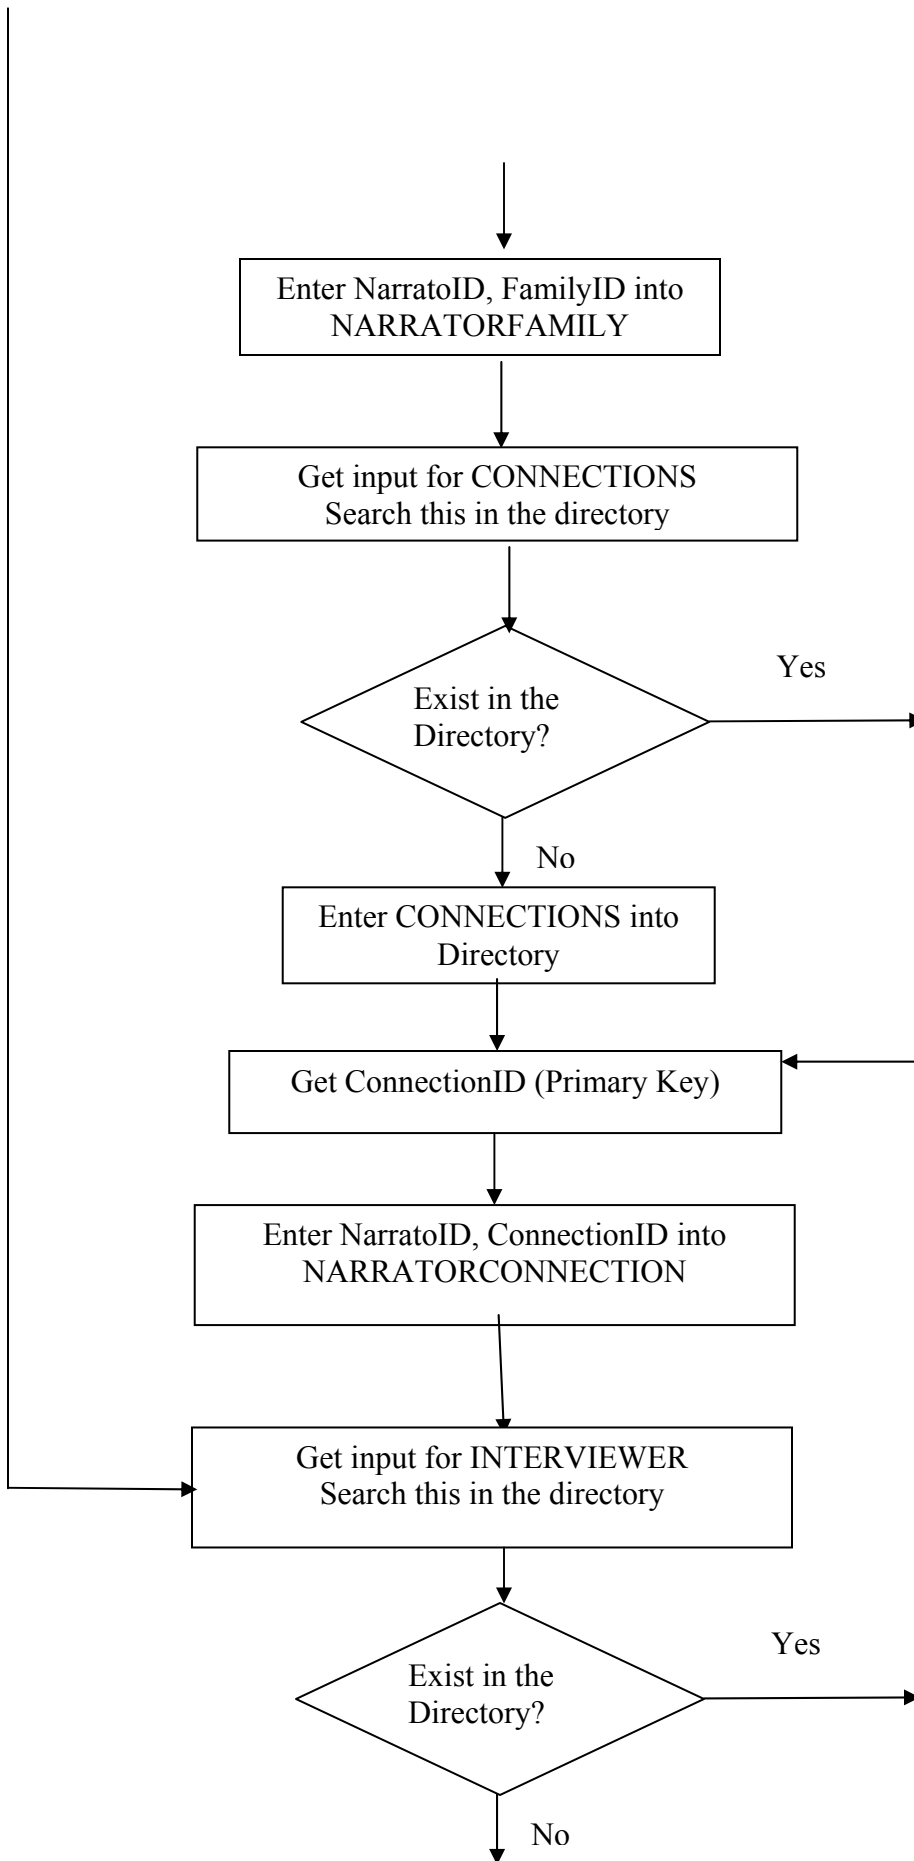 Enter NarratoID, FamilyID into
NARRATORFAMILY
Get input for CONNECTIONS
Search this in the directory
Yes
Exist in the
Directory?
No
Enter CONNECTIONS into
Directory
Get ConnectionID (Primary Key)
Enter NarratoID, ConnectionID into
NARRATORCONNECTION
Get input for INTERVIEWER
Search this in the directory
Yes
Exist in the
Directory?
No